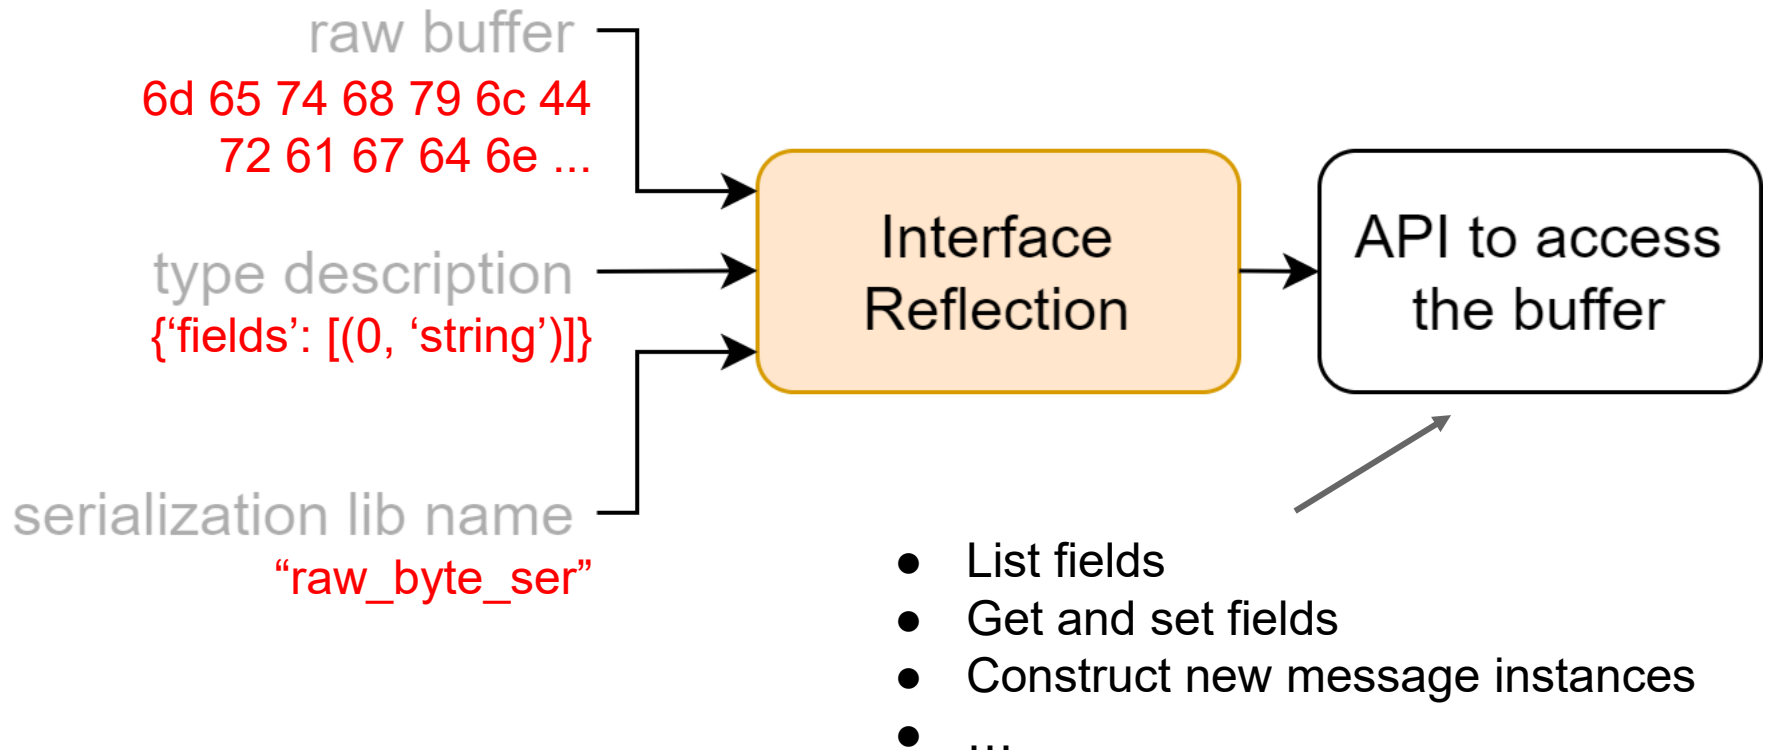 raw buffer
6d 65 74 68 79 6c 44
72 61 67 64 6e ...
type description
{‘fields’: [(0, ‘string’)]}
serialization lib name
“raw_byte_ser”
Interface
Reflection
API to access
the buffer
● List fields
● Get and set fields
● Construct new message instances
● ...